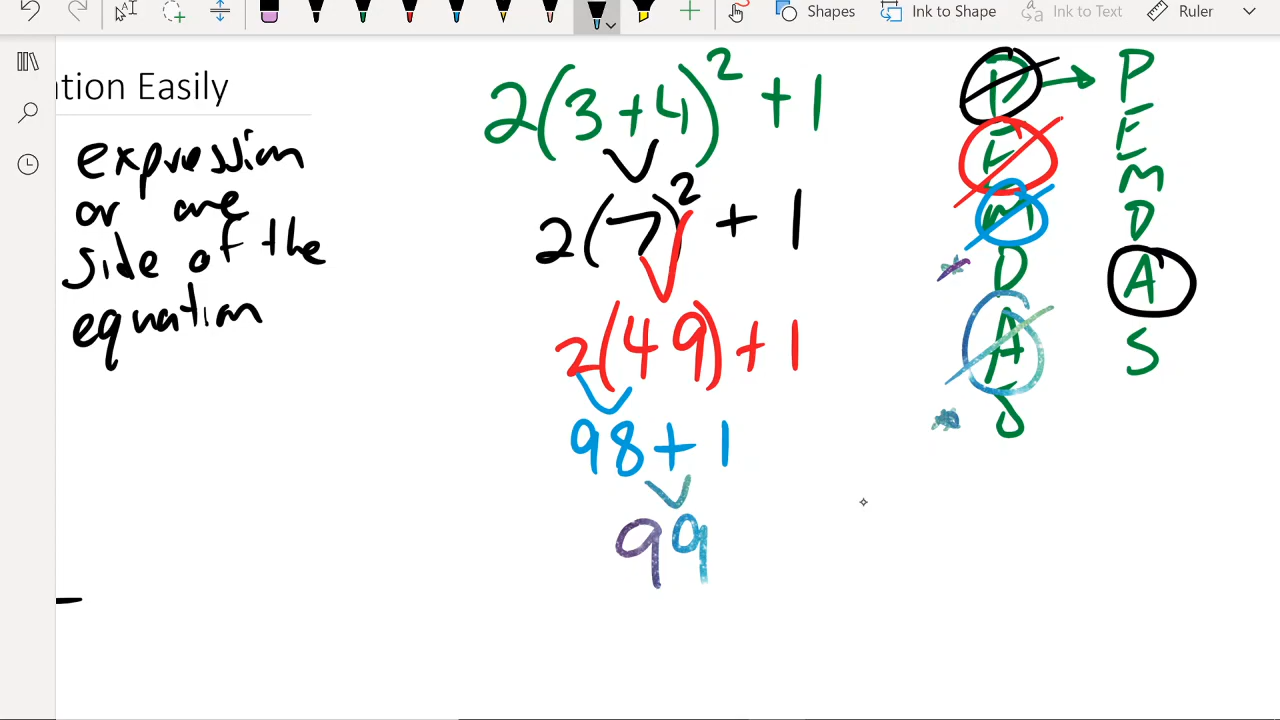 Shapes
Ink to Shape
Ink to Text
Ruler
ation Easily
expression
or one
side of the
equation
2(3+4)² +1
2(7)² + 1
2(49)+1
98+1
99
P
E
M
D
A
S
P
E
M
D
A
S